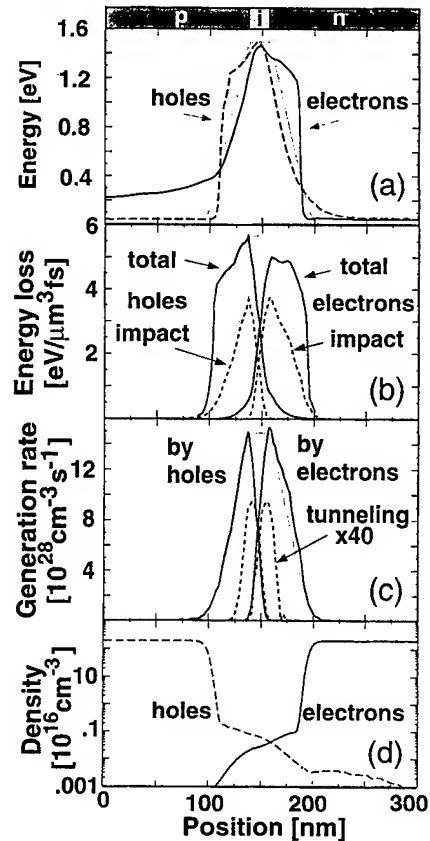 p i n
1.6
1.2
0.8
0.4
Energy [eV]
holes
electrons
(a)
6
4
2
Energy loss
[eV/μm³fs]
total
total
holes
electrons
impact
impact
(b)
12
8
4
Generation rate
[10²⁸cm⁻³s⁻¹]
by
holes
by
electrons
tunneling
x40
(c)
10
.1
.001
Density
[10¹⁶cm⁻³]
holes
electrons
(d)
0 100 200 300
Position [nm]